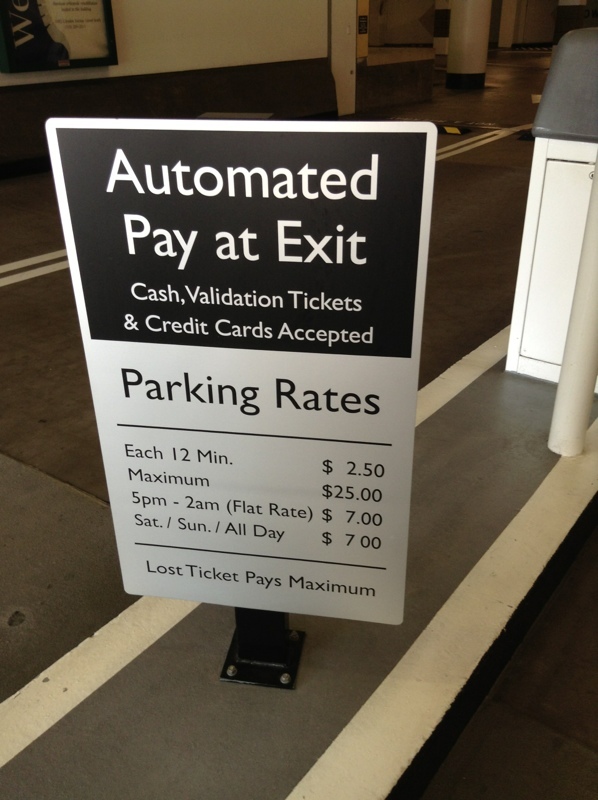 Automated
Pay at Exit
Cash, Validation Tickets
& Credit Cards Accepted
Parking Rates
Each 12 Min. $ 2.50
Maximum $25.00
5pm - 2am (Flat Rate) $ 7.00
Sat. / Sun. / All Day $ 7 00
Lost Ticket Pays Maximum